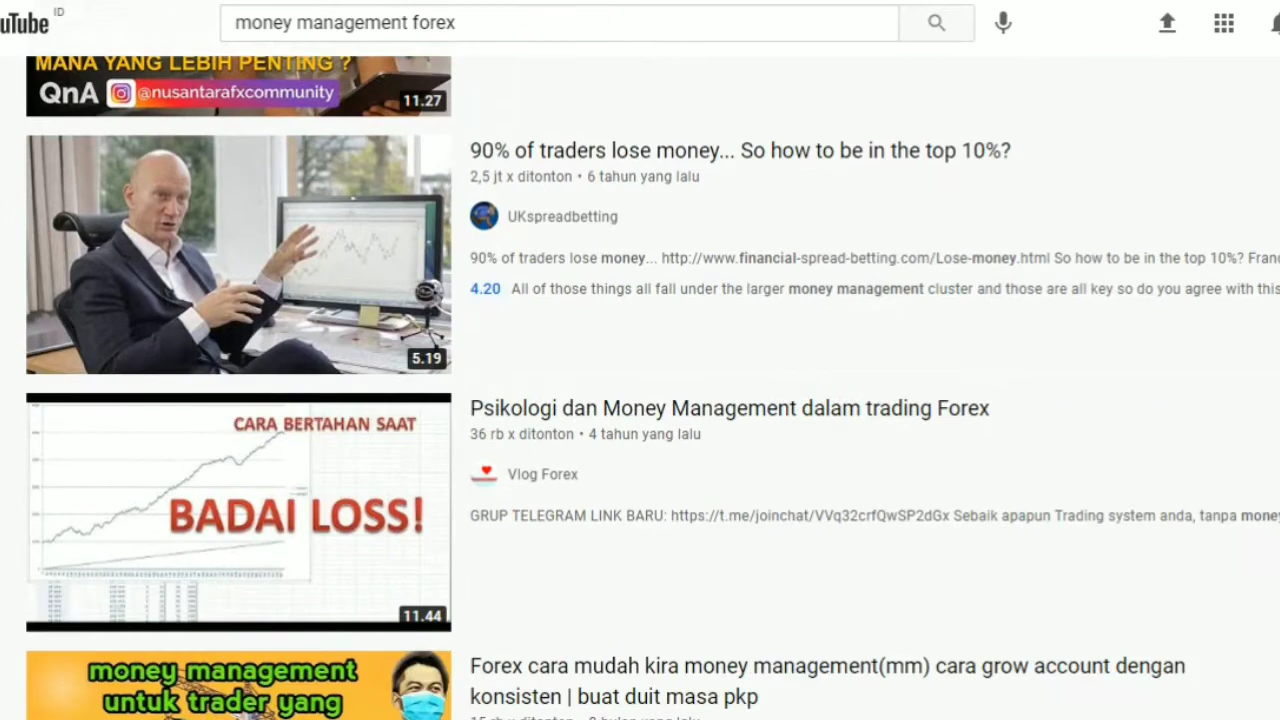 uTube ID
money management forex
MANA YANG LEBIH PENTING ?
QnA @nusantarafxcommunity
11.27
90% of traders lose money... So how to be in the top 10%?
2,5 jt x ditonton • 6 tahun yang lalu
UKspreadbetting
90% of traders lose money... http://www.financial-spread-betting.com/Lose-money.html So how to be in the top 10%? Franc
4.20 All of those things all fall under the larger money management cluster and those are all key so do you agree with this
5.19
CARA BERTAHAN SAAT
BADAI LOSS!
11.44
Psikologi dan Money Management dalam trading Forex
36 rb x ditonton • 4 tahun yang lalu
Vlog Forex
GRUP TELEGRAM LINK BARU: https://t.me/joinchat/VVq32crfQwSP2dGx Sebaik apapun Trading system anda, tanpa money
money management
untuk trader yang
Forex cara mudah kira money management(mm) cara grow account dengan
konsisten | buat duit masa pkp